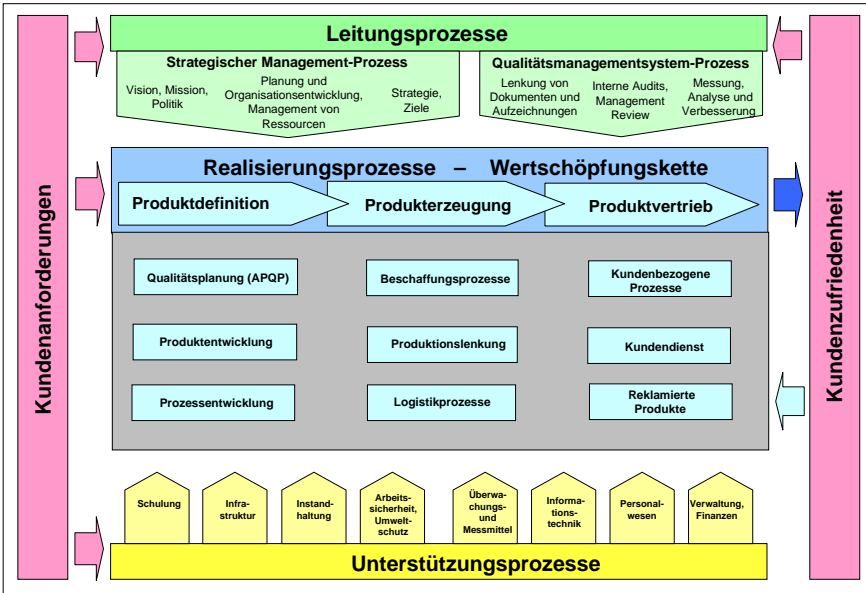 Leitungsprozesse
Strategischer Management-Prozess
Vision, Mission,
Politik
Planung und
Organisationsentwicklung,
Management von
Ressourcen
Strategie,
Ziele
Qualitätsmanagementsystem-Prozess
Lenkung von
Dokumenten und
Aufzeichnungen
Interne Audits,
Management
Review
Messung,
Analyse und
Verbesserung
Kundenanforderungen
Realisierungsprozesse – Wertschöpfungskette
Produktdefinition
Produkterzeugung
Produktvertrieb
Kundenzufriedenheit
Qualitätsplanung (APQP)
Beschaffungsprozesse
Kundenbezogene
Prozesse
Produktentwicklung
Produktionslenkung
Kundendienst
Prozessentwicklung
Logistikprozesse
Reklamierte
Produkte
Schulung
Infra-
struktur
Instand-
haltung
Arbeits-
sicherheit,
Umwelt-
schutz
Überwa-
chungs-
und
Messmittel
Informa-
tions-
technik
Personal-
wesen
Verwaltung,
Finanzen
Unterstützungsprozesse